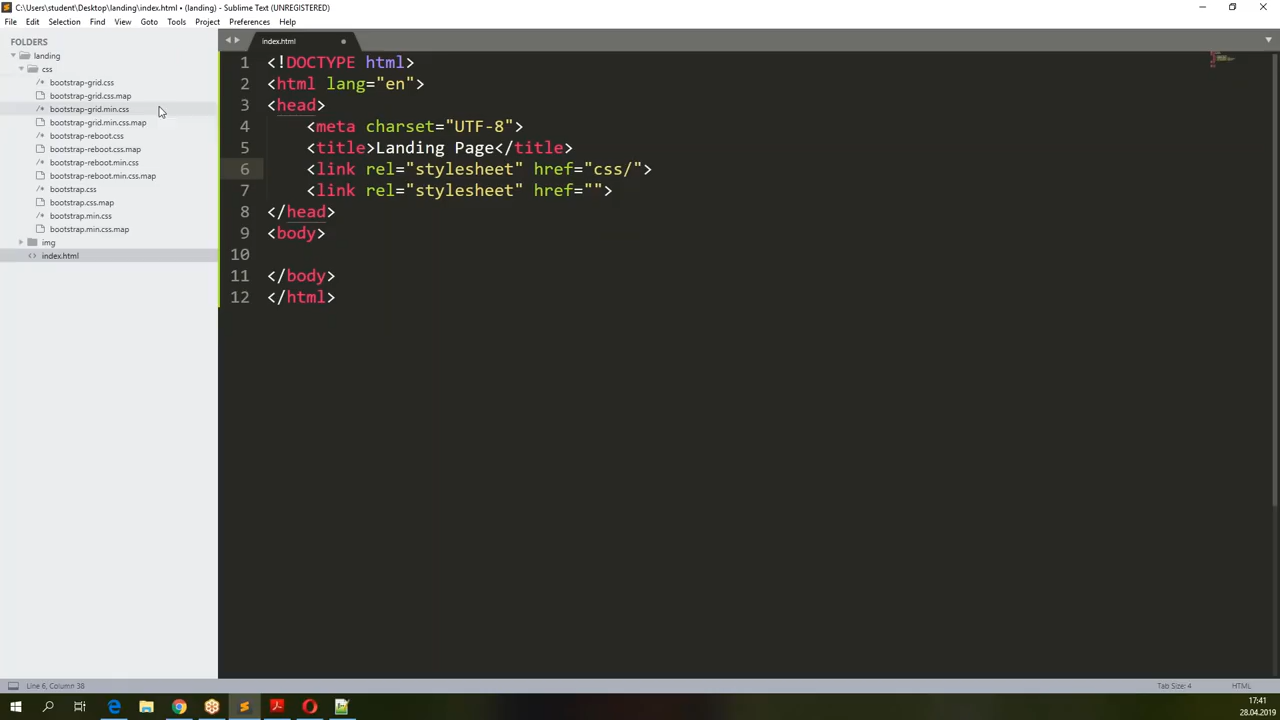 C:\Users\student\Desktop\landing\index.html • (landing) - Sublime Text (UNREGISTERED)
File Edit Selection Find View Goto Tools Project Preferences Help
FOLDERS
landing
css
bootstrap-grid.css
bootstrap-grid.css.map
bootstrap-grid.min.css
bootstrap-grid.min.css.map
bootstrap-reboot.css
bootstrap-reboot.css.map
bootstrap-reboot.min.css
bootstrap-reboot.min.css.map
bootstrap.css
bootstrap.css.map
bootstrap.min.css
bootstrap.min.css.map
img
index.html
index.html
1 <!DOCTYPE html>
2 <html lang="en">
3 <head>
4 <meta charset="UTF-8">
5 <title>Landing Page</title>
6 <link rel="stylesheet" href="css/">
7 <link rel="stylesheet" href="">
8 </head>
9 <body>
10
11 </body>
12 </html>
Line 6, Column 38
Tab Size: 4
HTML
17:41
28.04.2019